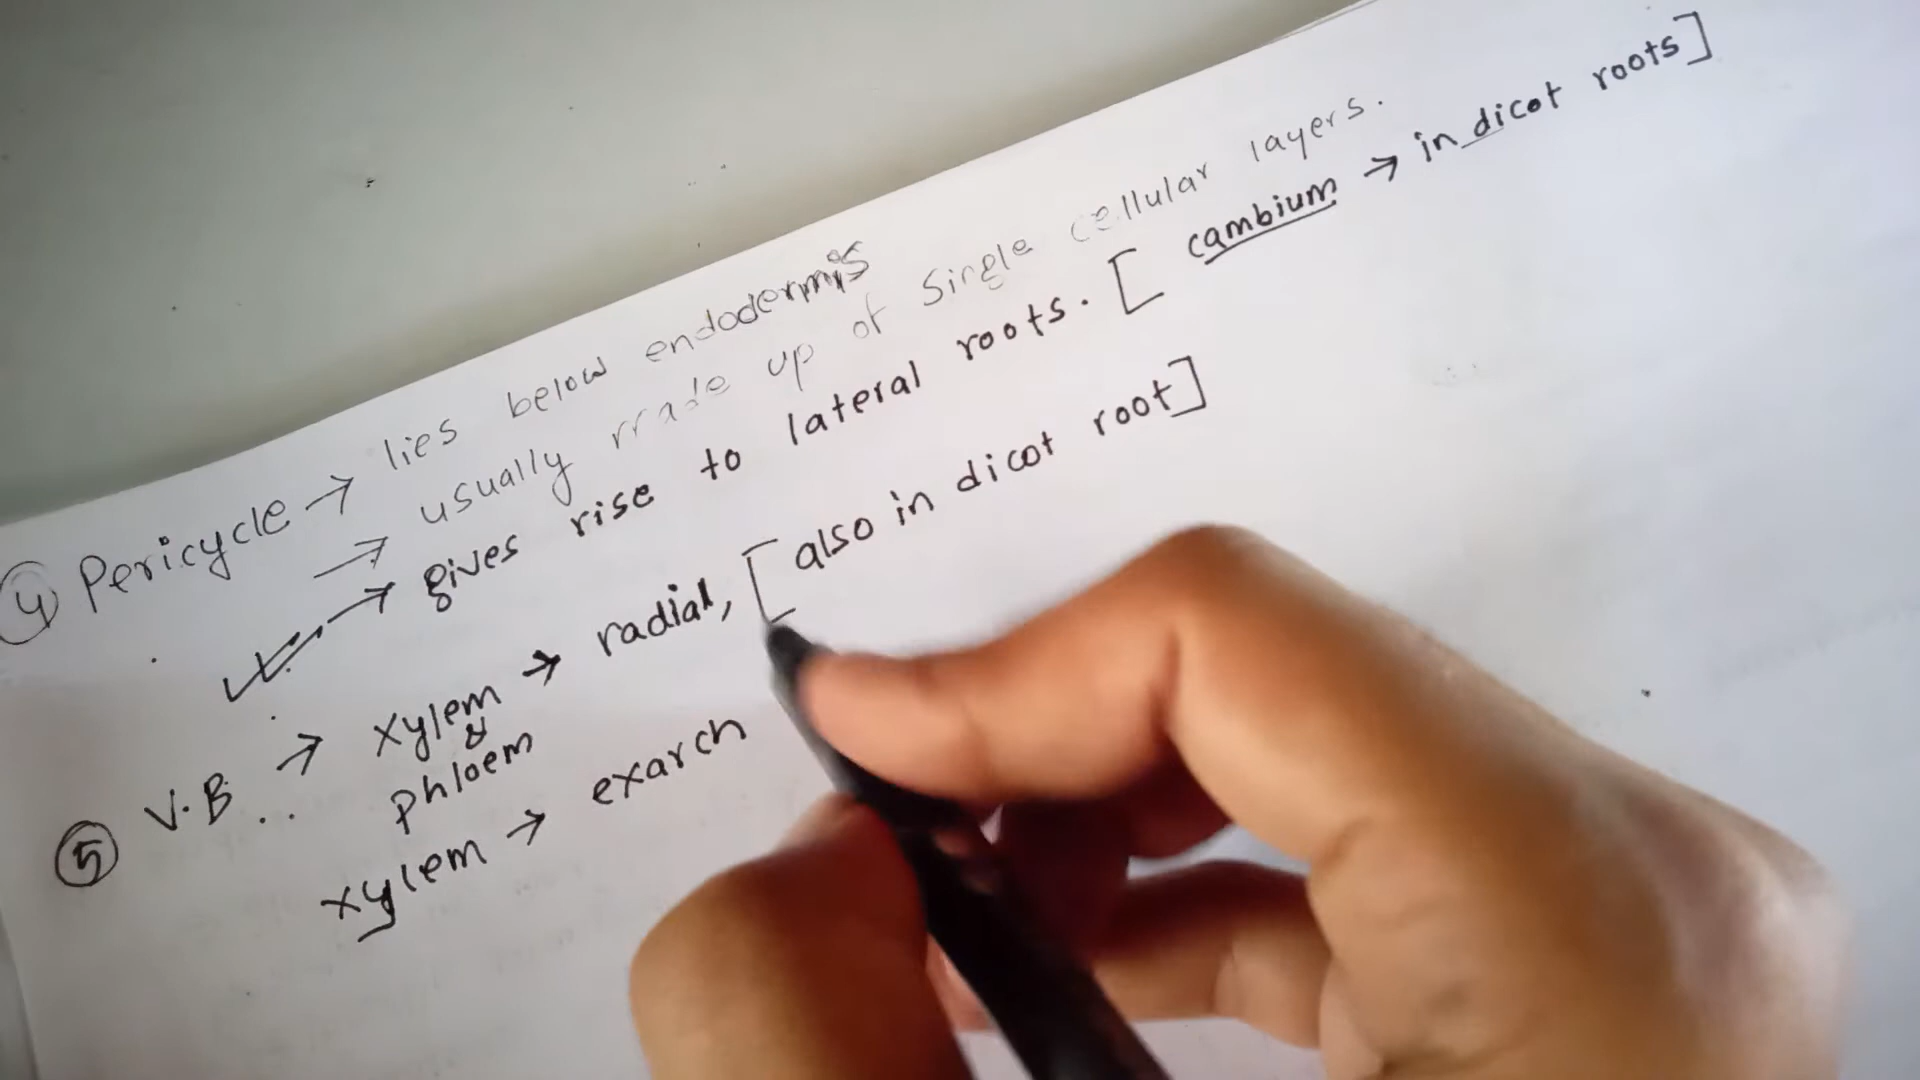 ④ Pericycle → lies below endodermis
→ usually made up of single cellular layers.
→ gives rise to lateral roots. [cambium → in dicot roots]
⑤ V.B.. → xylem & phloem → radial, [also in dicot root]
xylem → exarch